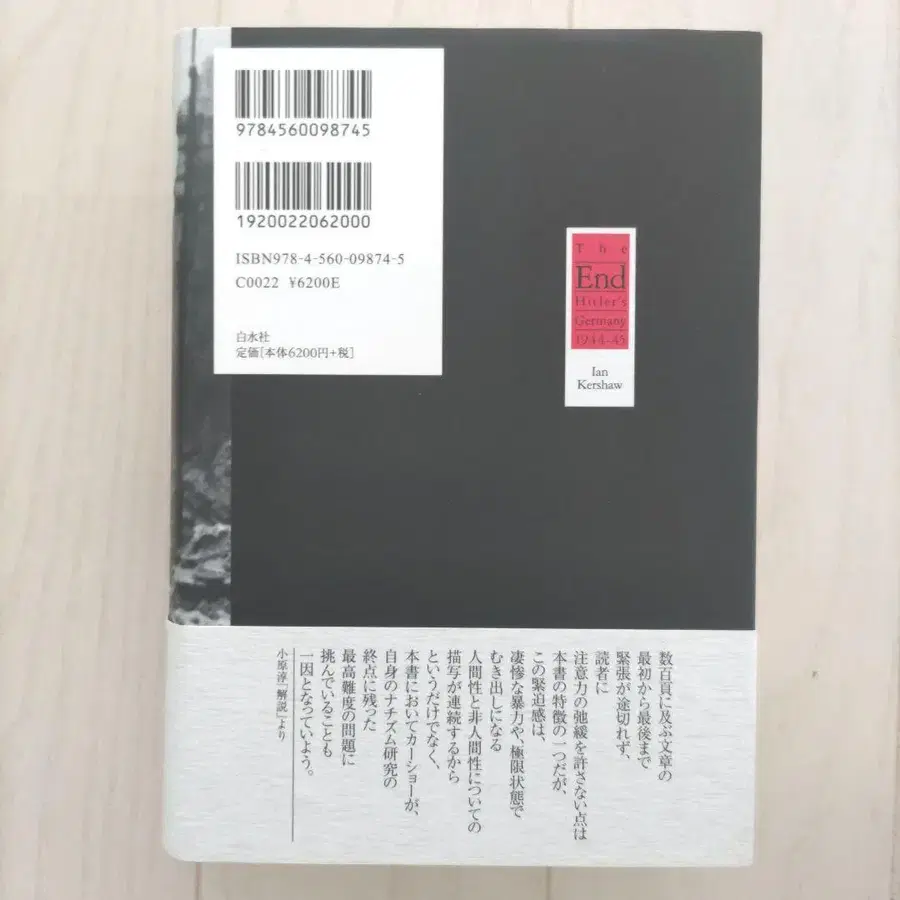 9784560098745
1920022062000
ISBN978-4-560-09874-5
C0022 ¥6200E
白水社
定価[本体6200円+税]
The
End
Hitler's
Germany
1944-45
Ian
Kershaw
数百頁に及ぶ文章の
最初から最後まで
緊張が途切れず、
読者に
注意力の弛緩を許さない点は
本書の特徴の一つだが、
この緊迫感は、
凄惨な暴力や、極限状態で
むき出しになる
人間性と非人間性についての
描写が連続するから
というだけでなく、
本書においてカーショーが、
自身のナチズム研究の
終点に残った
最高難度の問題に
挑んでいることも
一因となっていよう。
小原淳「解説」より